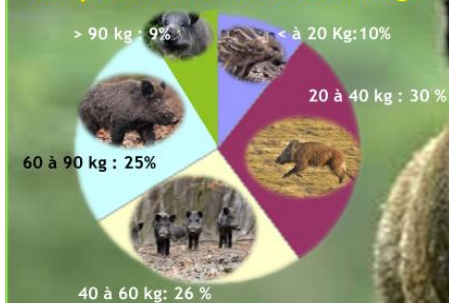 > 90 kg : 9%
< à 20 Kg:10%
20 à 40 kg : 30 %
60 à 90 kg : 25%
40 à 60 kg: 26 %